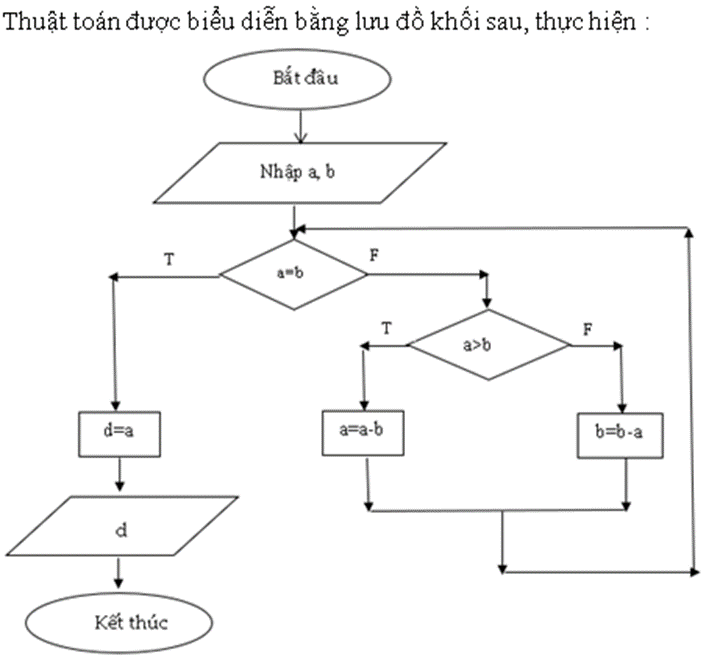 Thuật toán được biểu diễn bằng lưu đồ khối sau, thực hiện :
Bắt đầu
Nhập a, b
a=b
T
F
a>b
T
F
d=a
a=a-b
b=b-a
d
Kết thúc